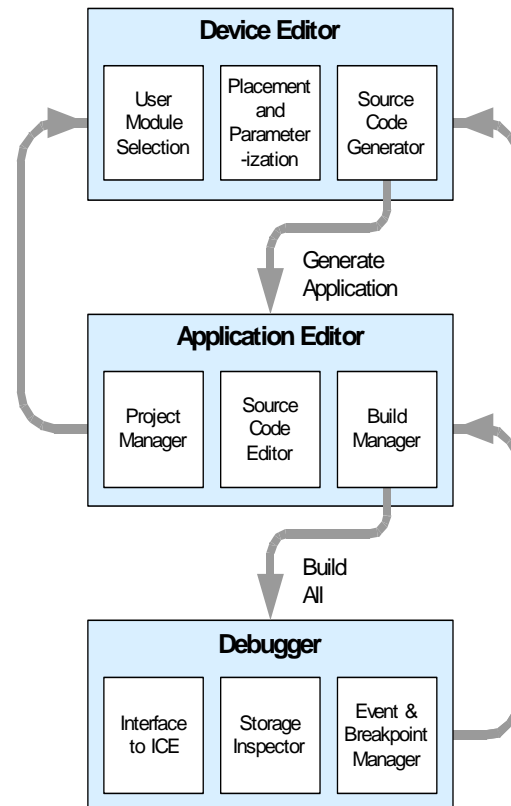 Device Editor
User
Module
Selection
Placement
and
Parameter
-ization
Source
Code
Generator
Generate
Application
Application Editor
Project
Manager
Source
Code
Editor
Build
Manager
Build
All
Debugger
Interface
to ICE
Storage
Inspector
Event &
Breakpoint
Manager